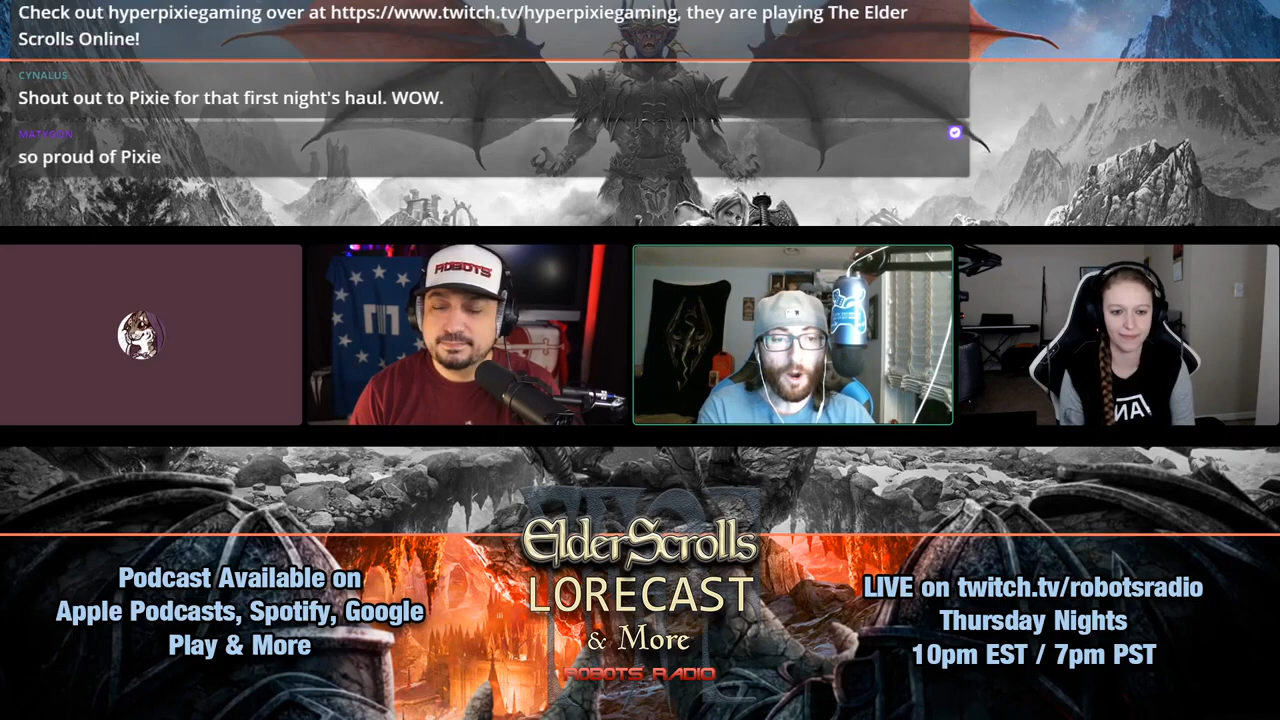 Check out hyperpixiegaming over at https://www.twitch.tv/hyperpixiegaming, they are playing The Elder
Scrolls Online!
CYNALUS
Shout out to Pixie for that first night's haul. WOW.
so proud of Pixie
ROBOTS
ElderScrolls
LORECAST
& More
ROBOTS RADIO
Podcast Available on
Apple Podcasts, Spotify, Google
Play & More
LIVE on twitch.tv/robotsradio
Thursday Nights
10pm EST / 7pm PST